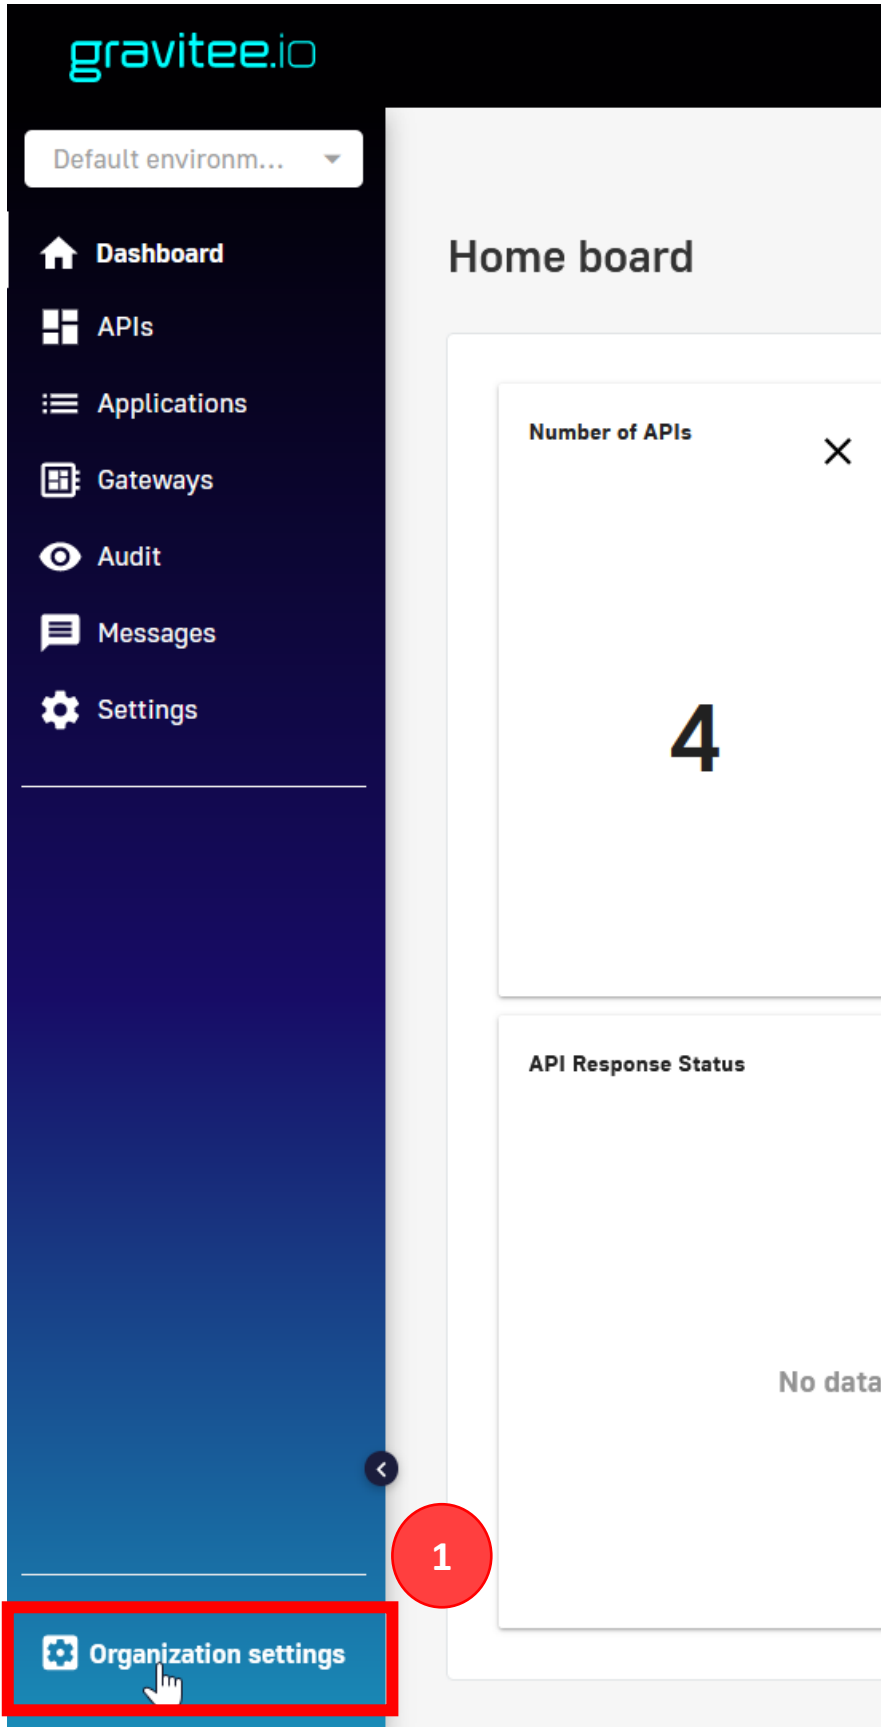 gravitee.io
Default environm...
Dashboard
APIs
Applications
Gateways
Audit
Messages
Settings
Home board
Number of APIs
4
API Response Status
No data
1
Organization settings